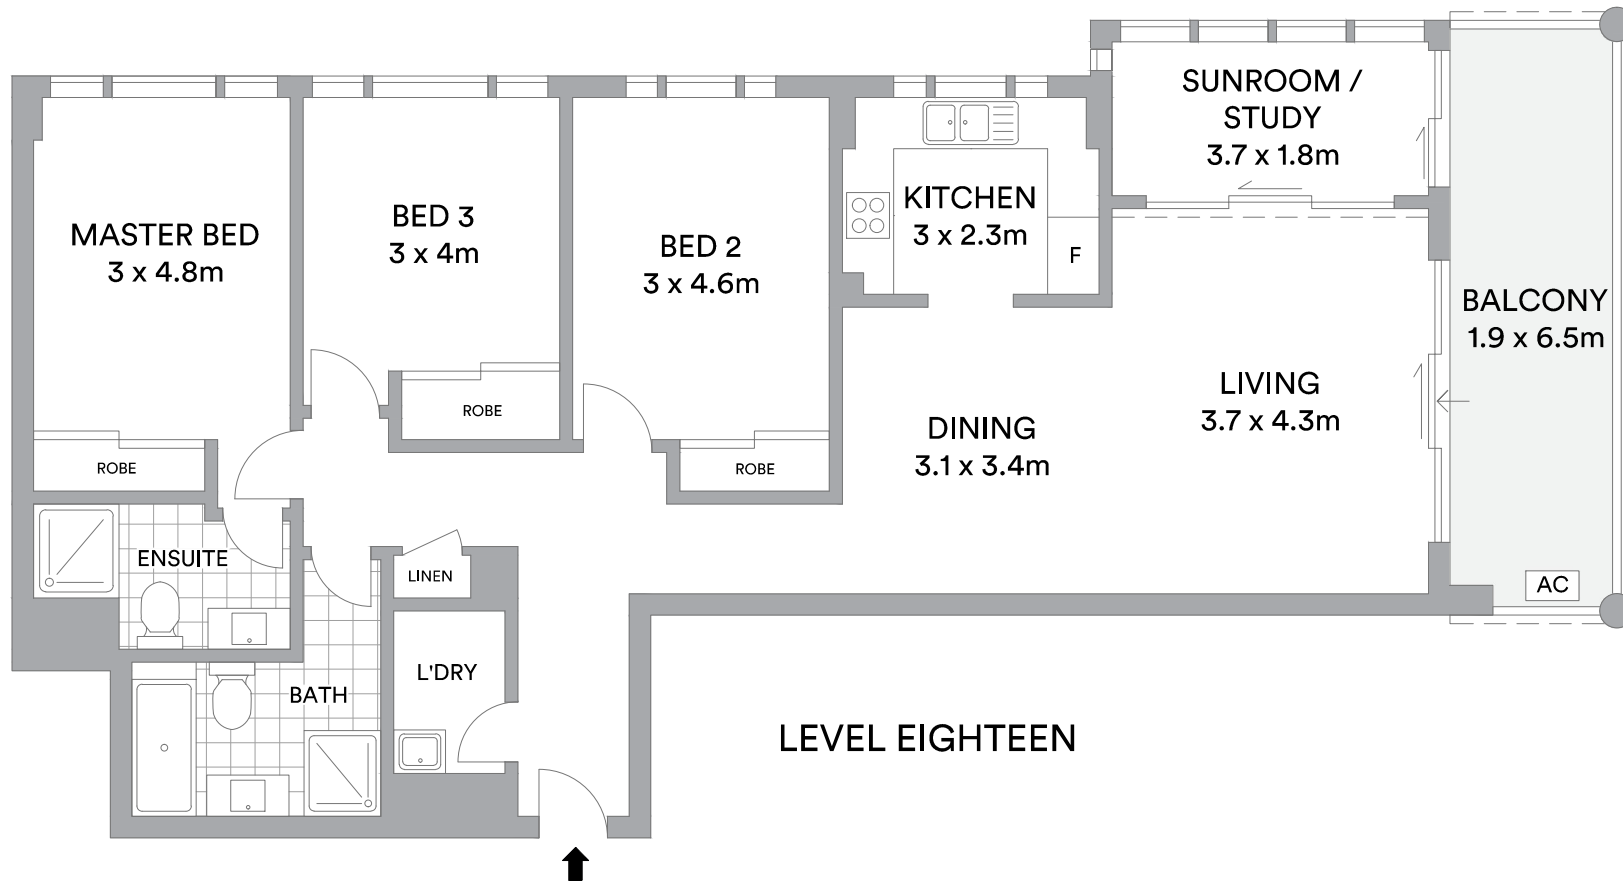 MASTER BED
3 x 4.8m
BED 3
3 x 4m
BED 2
3 x 4.6m
KITCHEN
3 x 2.3m
F
SUNROOM /
STUDY
3.7 x 1.8m
BALCONY
1.9 x 6.5m
LIVING
3.7 x 4.3m
DINING
3.1 x 3.4m
ROBE
ROBE
ROBE
ENSUITE
LINEN
L'DRY
BATH
AC
LEVEL EIGHTEEN